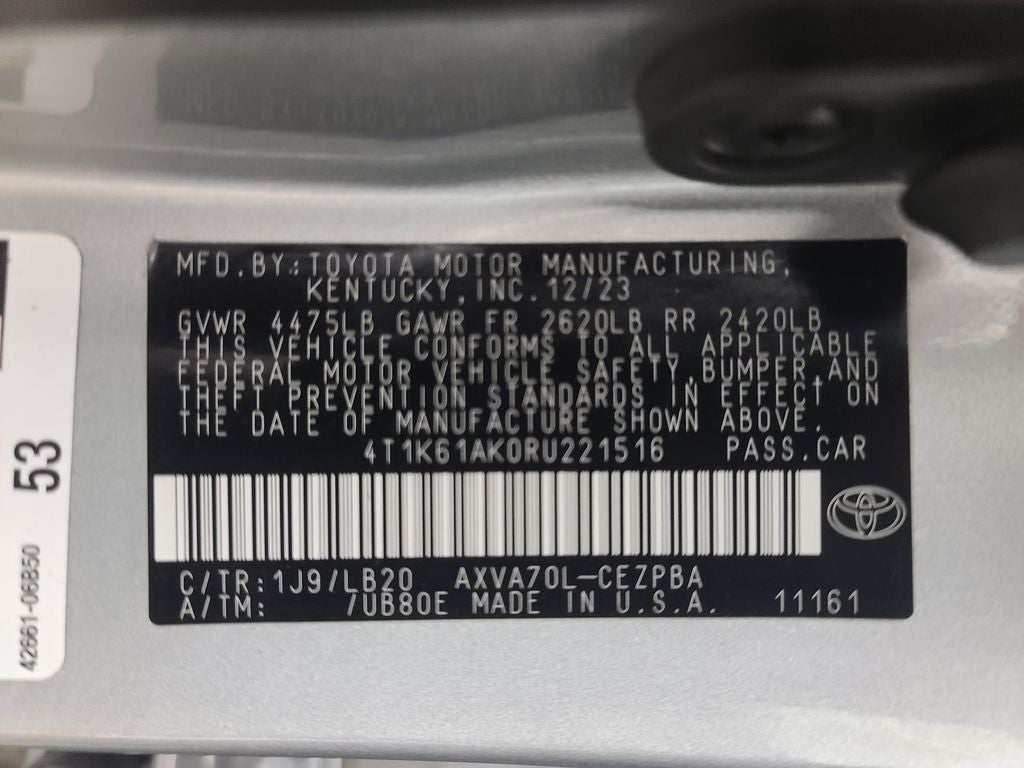 MFD.BY:TOYOTA MOTOR MANUFACTURING,
KENTUCKY,INC.12/23
GVWR 4475LB GAWR FR 2620LB RR 2420LB
THIS VEHICLE CONFORMS TO ALL APPLICABLE
FEDERAL MOTOR VEHICLE SAFETY,BUMPER,AND
THEFT PREVENTION STANDARDS IN EFFECT ON
THE DATE OF MANUFACTURE SHOWN ABOVE.
4T1K61AK0RU221516 PASS.CAR
C/TR:1J9/LB20 AXVA70L-CEZPBA
A/TM: /UB80E MADE IN U.S.A. 11161
53
42661-06B50